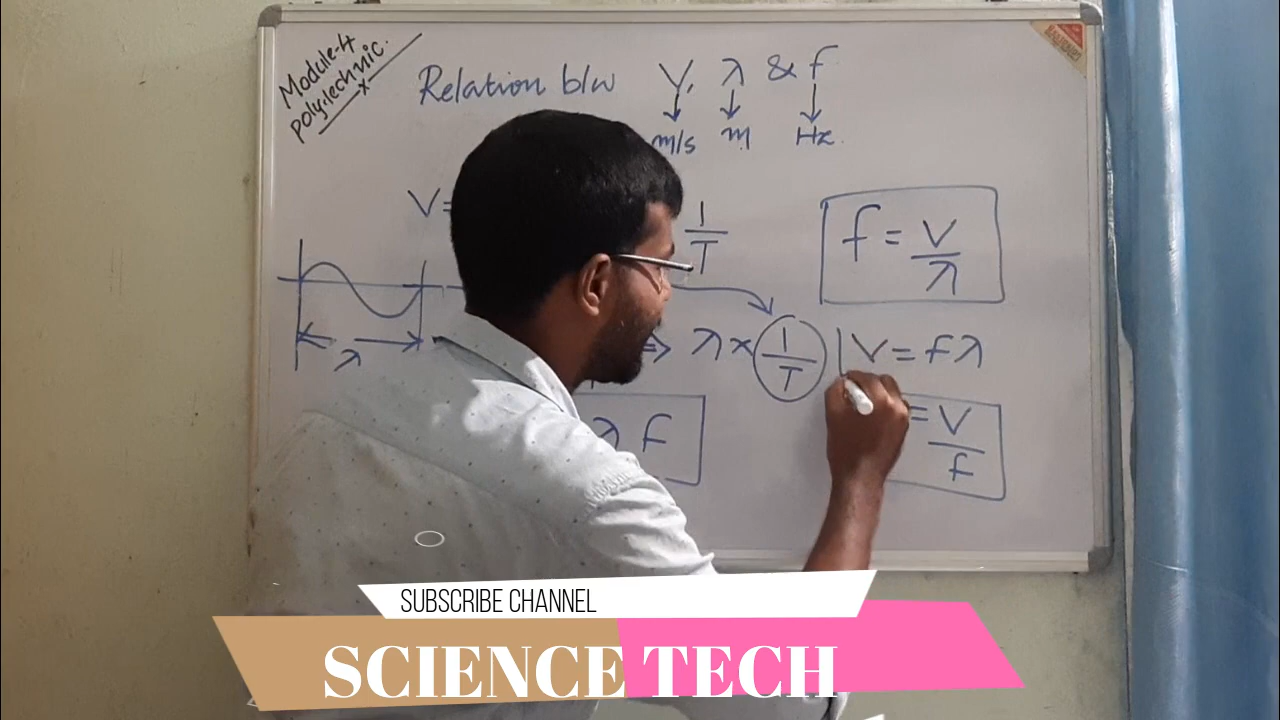 Module-4
polytechnic
x
Relation b/w V, λ & f
m/s m Hz
V=
1
T
f = V
λ
λ
⇒ λ x 1
T
V = fλ
λ f
= V
f
SUBSCRIBE CHANNEL
SCIENCE TECH